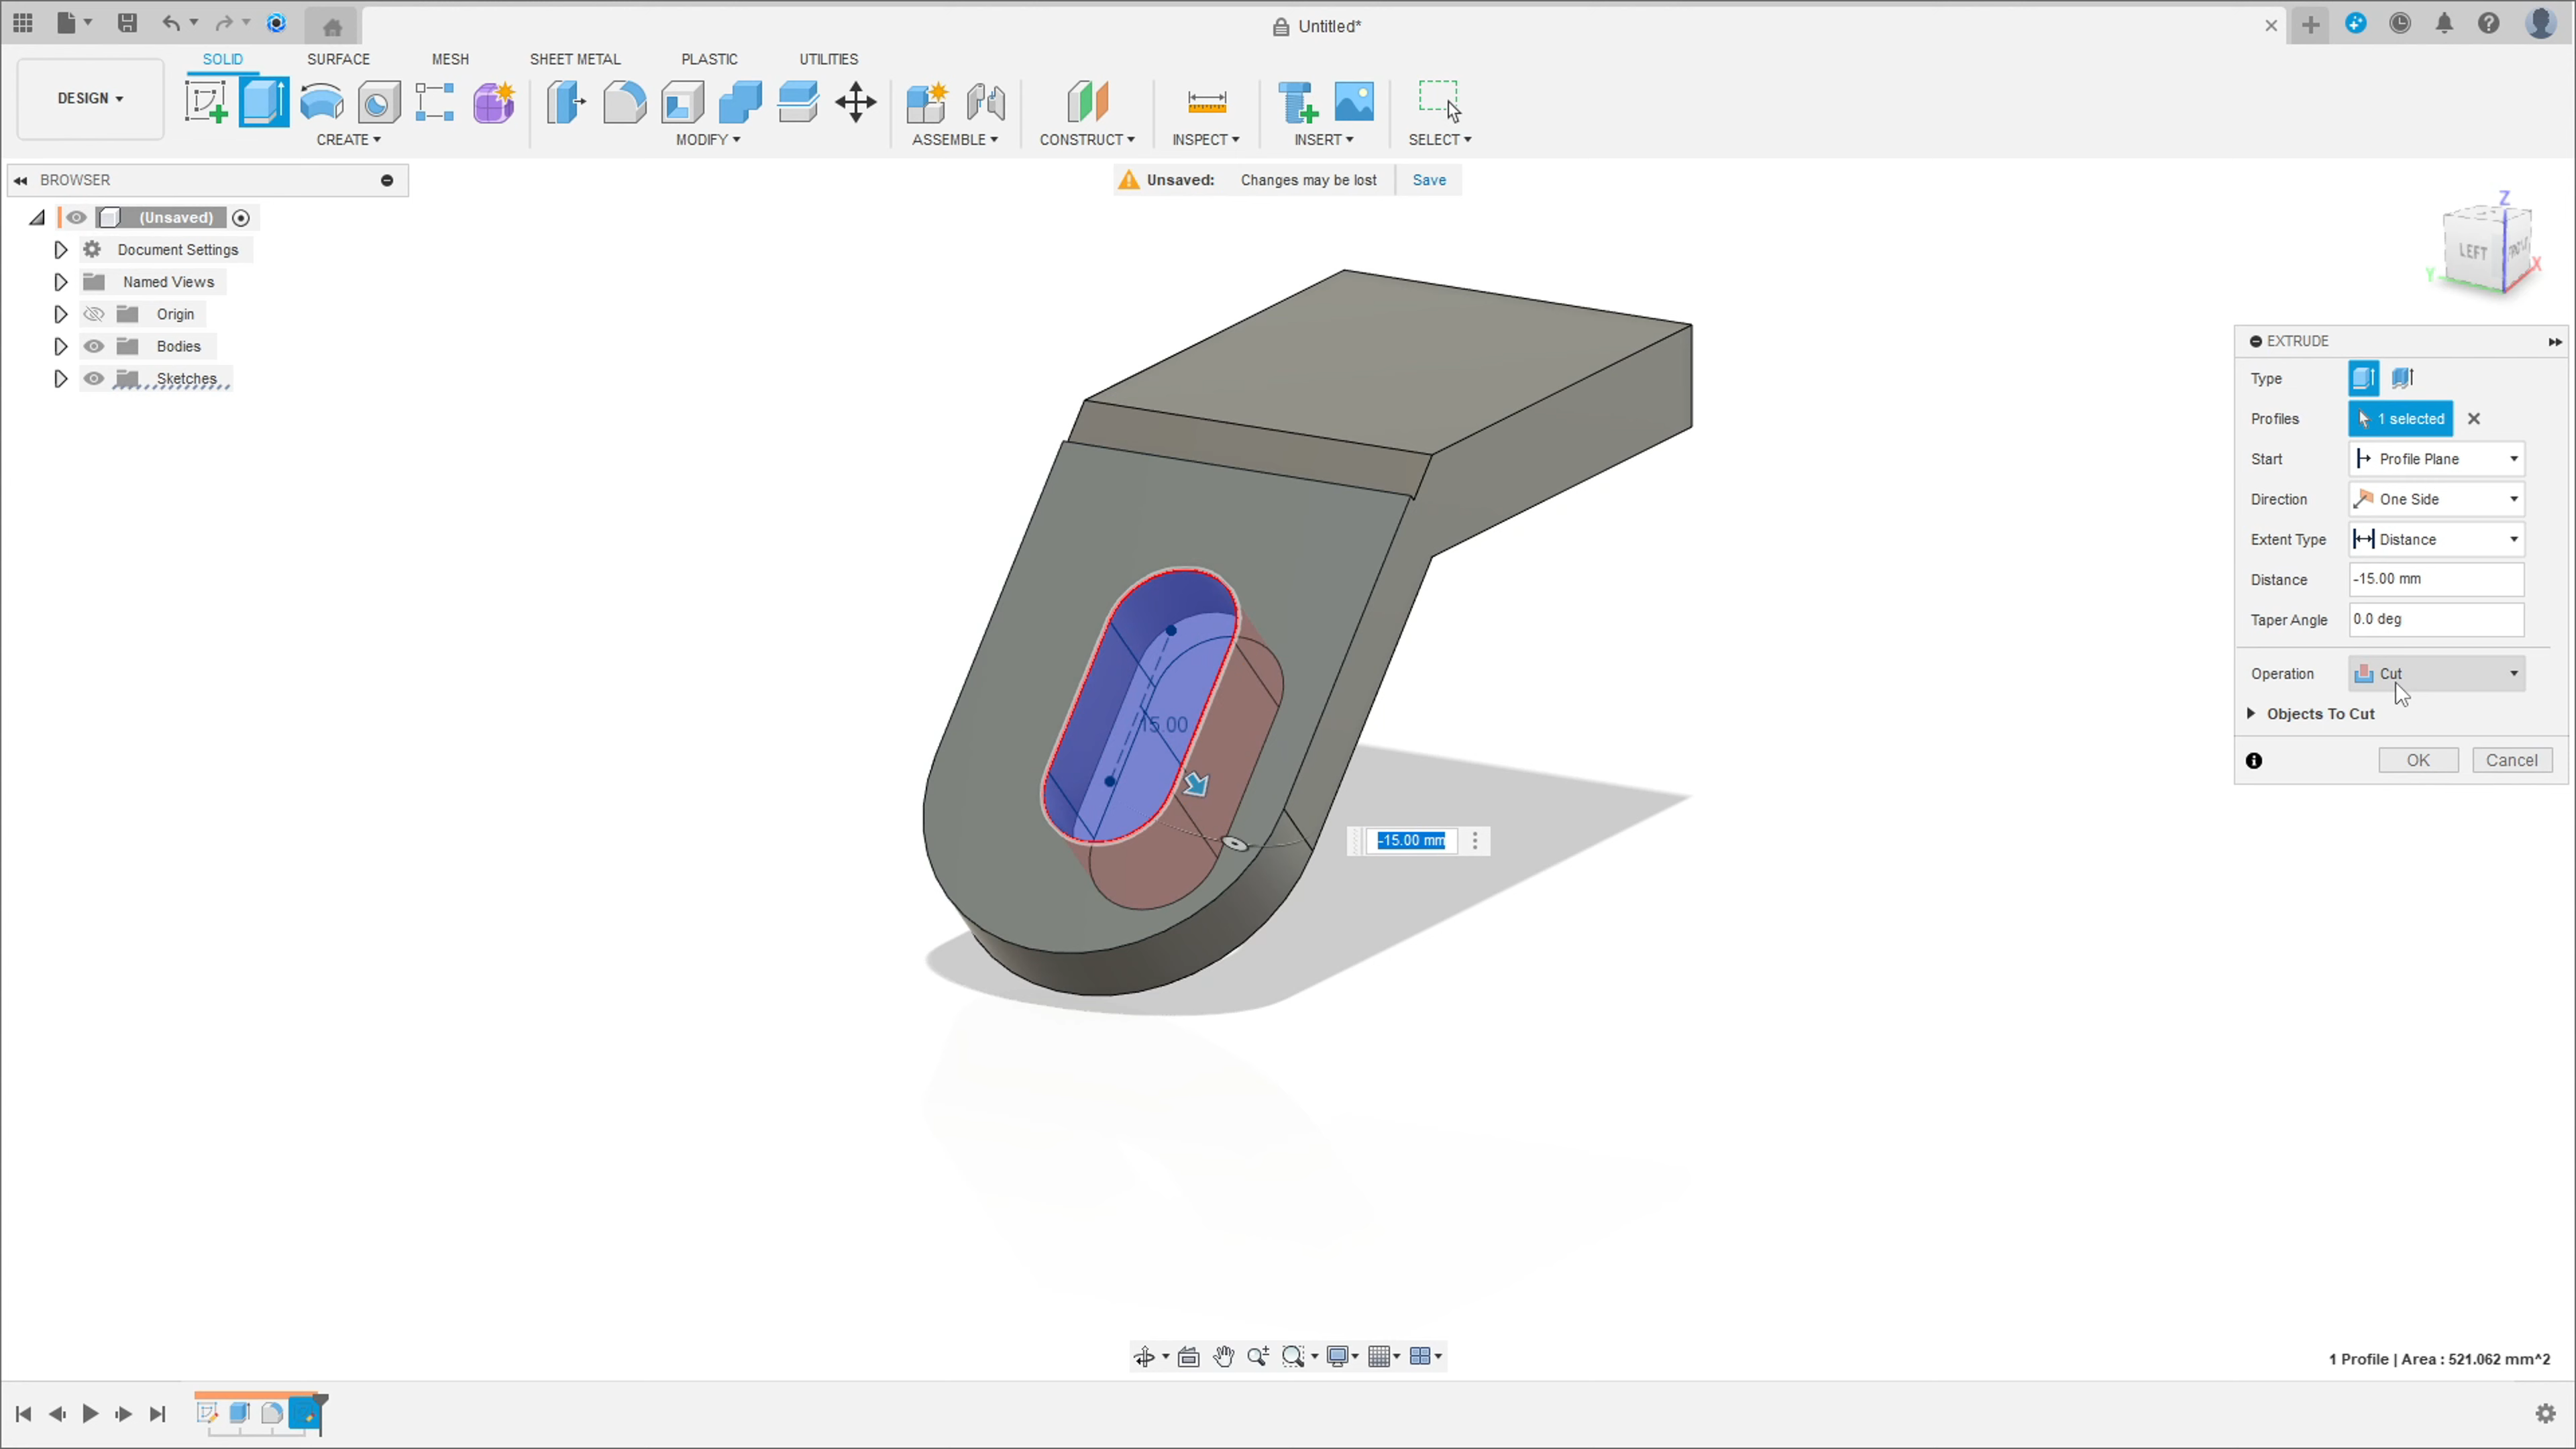 Untitled*
DESIGN
SOLID
SURFACE
MESH
SHEET METAL
PLASTIC
UTILITIES
CREATE
MODIFY
ASSEMBLE
CONSTRUCT
INSPECT
INSERT
SELECT
BROWSER
Unsaved: Changes may be lost Save
(Unsaved)
Document Settings
Named Views
Origin
Bodies
Sketches
Z
LEFT
Y
X
EXTRUDE
Type
Profiles 1 selected
Start Profile Plane
Direction One Side
Extent Type Distance
Distance -15.00 mm
Taper Angle 0.0 deg
Operation Cut
Objects To Cut
OK Cancel
15.00
-15.00 mm
1 Profile | Area : 521.062 mm^2